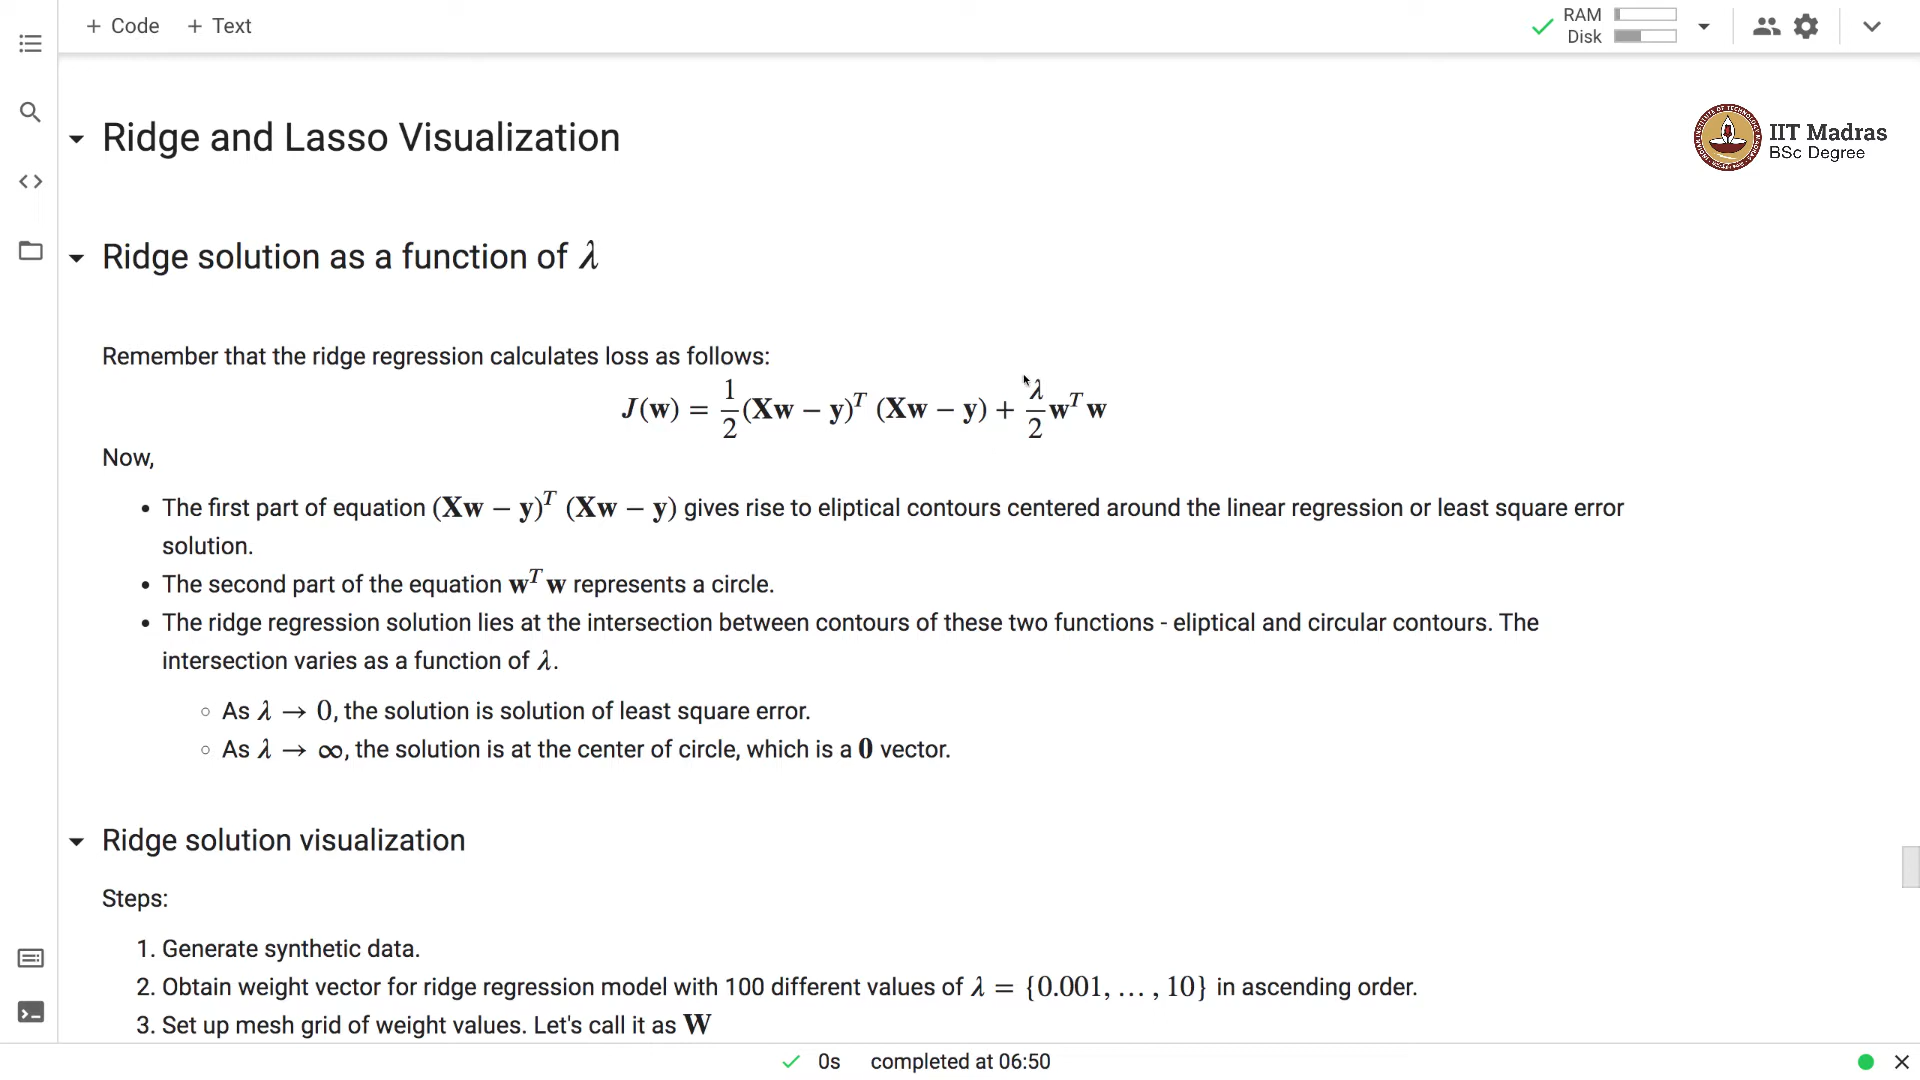 + Code + Text
RAM
Disk
Ridge and Lasso Visualization
IIT Madras
BSc Degree
Ridge solution as a function of λ
Remember that the ridge regression calculates loss as follows:
J(w) = 1/2 (Xw − y)^T (Xw − y) + λ/2 w^T w
Now,
• The first part of equation (Xw − y)^T (Xw − y) gives rise to eliptical contours centered around the linear regression or least square error
solution.
• The second part of the equation w^T w represents a circle.
• The ridge regression solution lies at the intersection between contours of these two functions - eliptical and circular contours. The
intersection varies as a function of λ.
◦ As λ → 0, the solution is solution of least square error.
◦ As λ → ∞, the solution is at the center of circle, which is a 0 vector.
Ridge solution visualization
Steps:
1. Generate synthetic data.
2. Obtain weight vector for ridge regression model with 100 different values of λ = {0.001, … , 10} in ascending order.
3. Set up mesh grid of weight values. Let's call it as W
0s completed at 06:50